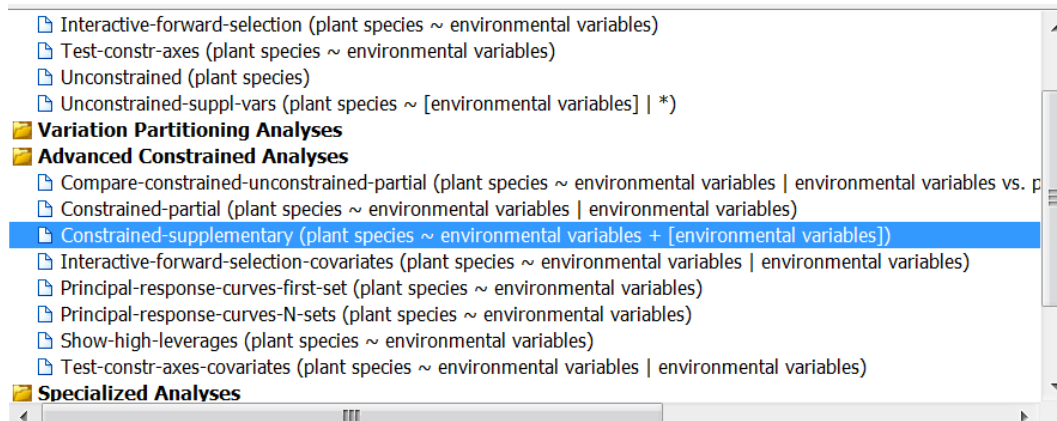 Interactive-forward-selection (plant species ~ environmental variables)
Test-constr-axes (plant species ~ environmental variables)
Unconstrained (plant species)
Unconstrained-suppl-vars (plant species ~ [environmental variables] | *)
Variation Partitioning Analyses
Advanced Constrained Analyses
Compare-constrained-unconstrained-partial (plant species ~ environmental variables | environmental variables vs. p
Constrained-partial (plant species ~ environmental variables | environmental variables)
Constrained-supplementary (plant species ~ environmental variables + [environmental variables])
Interactive-forward-selection-covariates (plant species ~ environmental variables | environmental variables)
Principal-response-curves-first-set (plant species ~ environmental variables)
Principal-response-curves-N-sets (plant species ~ environmental variables)
Show-high-leverages (plant species ~ environmental variables)
Test-constr-axes-covariates (plant species ~ environmental variables | environmental variables)
Specialized Analyses